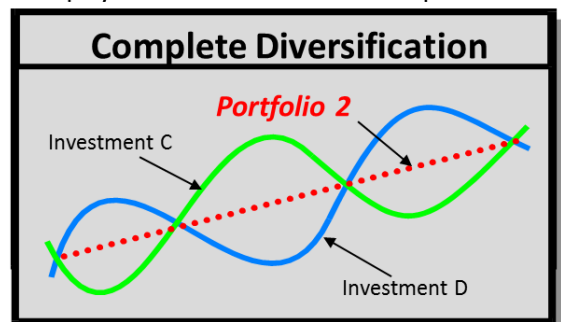 Complete Diversification
Portfolio 2
Investment C
Investment D